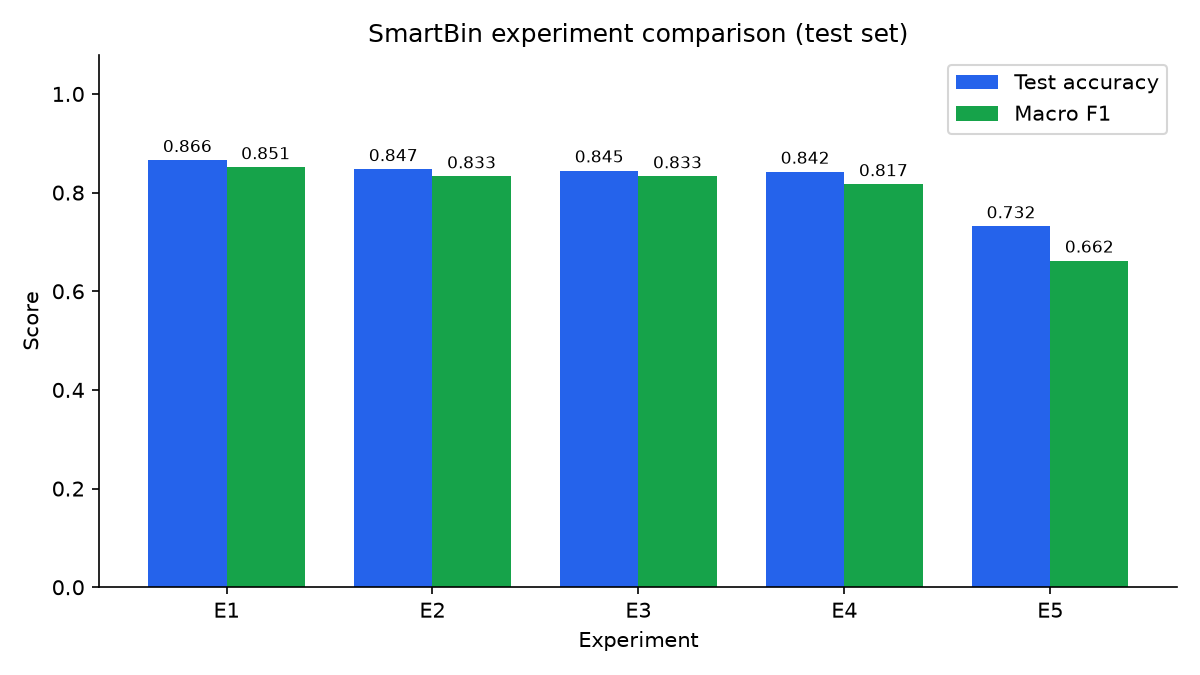 SmartBin experiment comparison (test set)
Test accuracy
Macro F1
1.0
0.8
0.6
0.4
0.2
0.0
Score
0.866
0.851
0.847
0.833
0.845
0.833
0.842
0.817
0.732
0.662
E1 E2 E3 E4 E5
Experiment